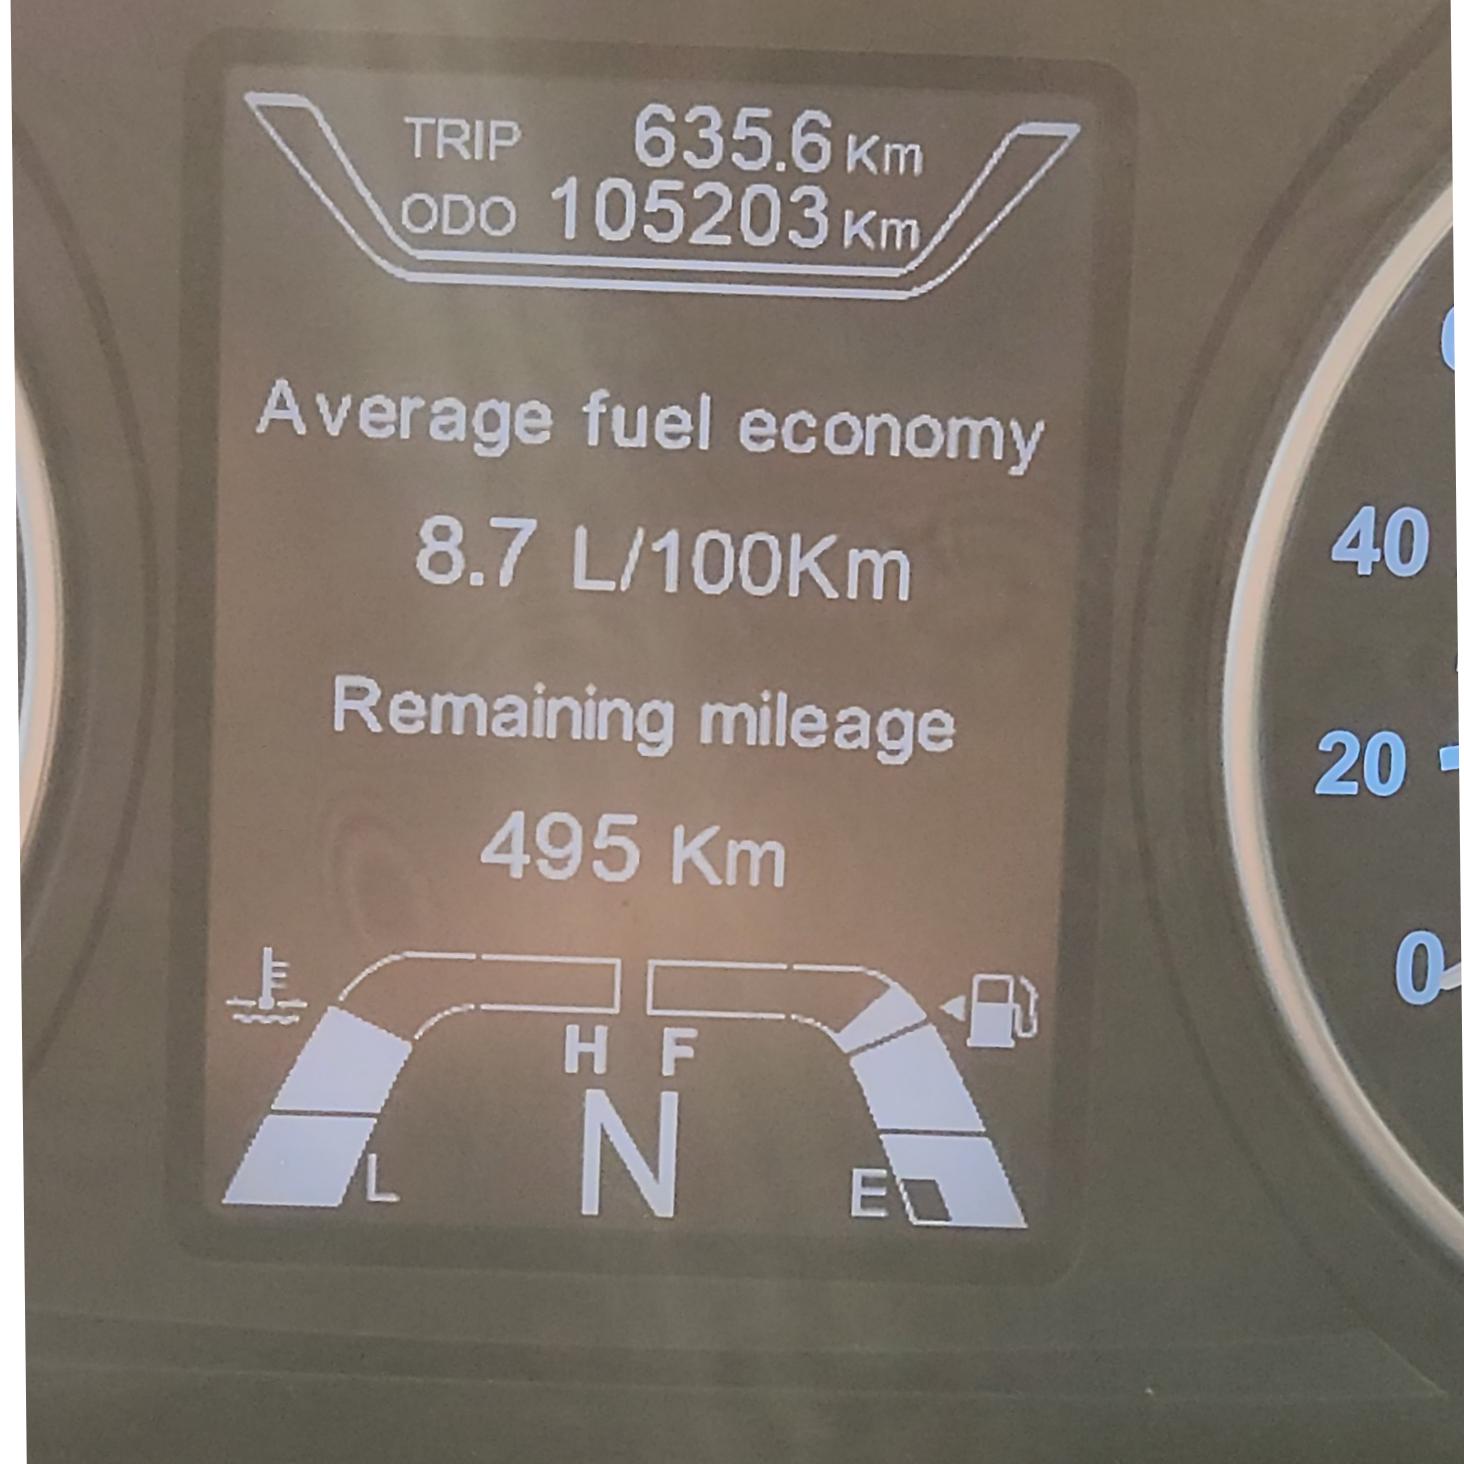 TRIP 635.6 Km
ODO 105203 Km
Average fuel economy
8.7 L/100Km
Remaining mileage
495 Km
H F
N
L E
40
20
0